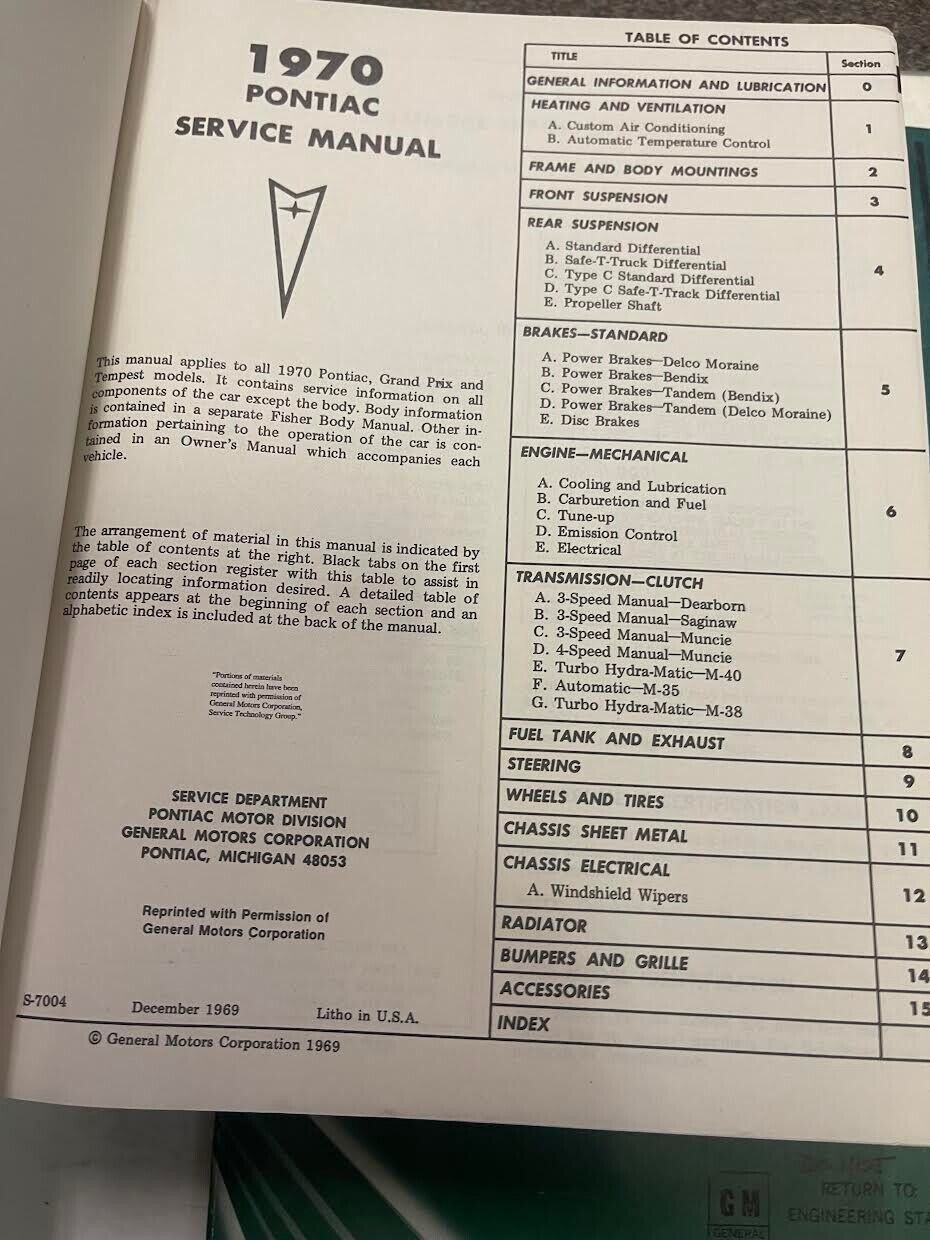 1970
PONTIAC
SERVICE MANUAL
This manual applies to all 1970 Pontiac, Grand Prix and
Tempest models. It contains service information on all
components of the car except the body. Body information
is contained in a separate Fisher Body Manual. Other in-
formation pertaining to the operation of the car is con-
tained in an Owner's Manual which accompanies each
vehicle.
The arrangement of material in this manual is indicated by
the table of contents at the right. Black tabs on the first
page of each section register with this table to assist in
readily locating information desired. A detailed table of
contents appears at the beginning of each section and an
alphabetic index is included at the back of the manual.
"Portions of materials
contained herein have been
reprinted with permission of
General Motors Corporation,
Service Technology Group."
SERVICE DEPARTMENT
PONTIAC MOTOR DIVISION
GENERAL MOTORS CORPORATION
PONTIAC, MICHIGAN 48053
Reprinted with Permission of
General Motors Corporation
S-7004 December 1969 Litho in U.S.A.
© General Motors Corporation 1969
TABLE OF CONTENTS
TITLE Section
GENERAL INFORMATION AND LUBRICATION 0
HEATING AND VENTILATION 1
A. Custom Air Conditioning
B. Automatic Temperature Control
FRAME AND BODY MOUNTINGS 2
FRONT SUSPENSION 3
REAR SUSPENSION 4
A. Standard Differential
B. Safe-T-Truck Differential
C. Type C Standard Differential
D. Type C Safe-T-Track Differential
E. Propeller Shaft
BRAKES—STANDARD 5
A. Power Brakes—Delco Moraine
B. Power Brakes—Bendix
C. Power Brakes—Tandem (Bendix)
D. Power Brakes—Tandem (Delco Moraine)
E. Disc Brakes
ENGINE—MECHANICAL 6
A. Cooling and Lubrication
B. Carburetion and Fuel
C. Tune-up
D. Emission Control
E. Electrical
TRANSMISSION—CLUTCH 7
A. 3-Speed Manual—Dearborn
B. 3-Speed Manual—Saginaw
C. 3-Speed Manual—Muncie
D. 4-Speed Manual—Muncie
E. Turbo Hydra-Matic—M-40
F. Automatic—M-35
G. Turbo Hydra-Matic—M-38
FUEL TANK AND EXHAUST 8
STEERING 9
WHEELS AND TIRES 10
CHASSIS SHEET METAL 11
CHASSIS ELECTRICAL 12
A. Windshield Wipers
RADIATOR 13
BUMPERS AND GRILLE 14
ACCESSORIES 15
INDEX
GM
GENERAL
RETURN TO:
ENGINEERING STA